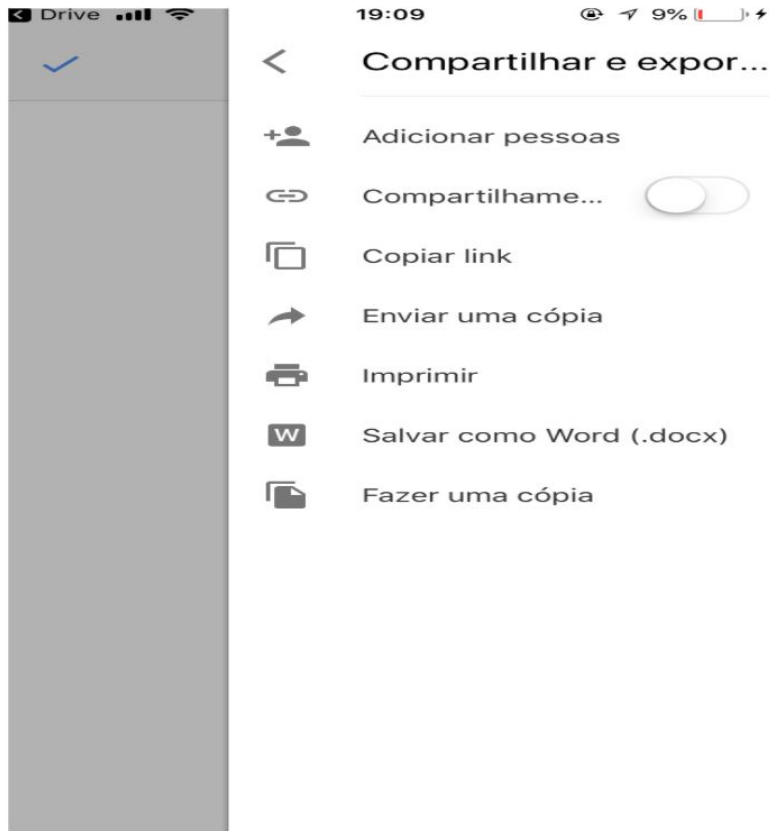 Drive 19:09 9%
Compartilhar e expor...
Adicionar pessoas
Compartilhame...
Copiar link
Enviar uma cópia
Imprimir
W Salvar como Word (.docx)
Fazer uma cópia